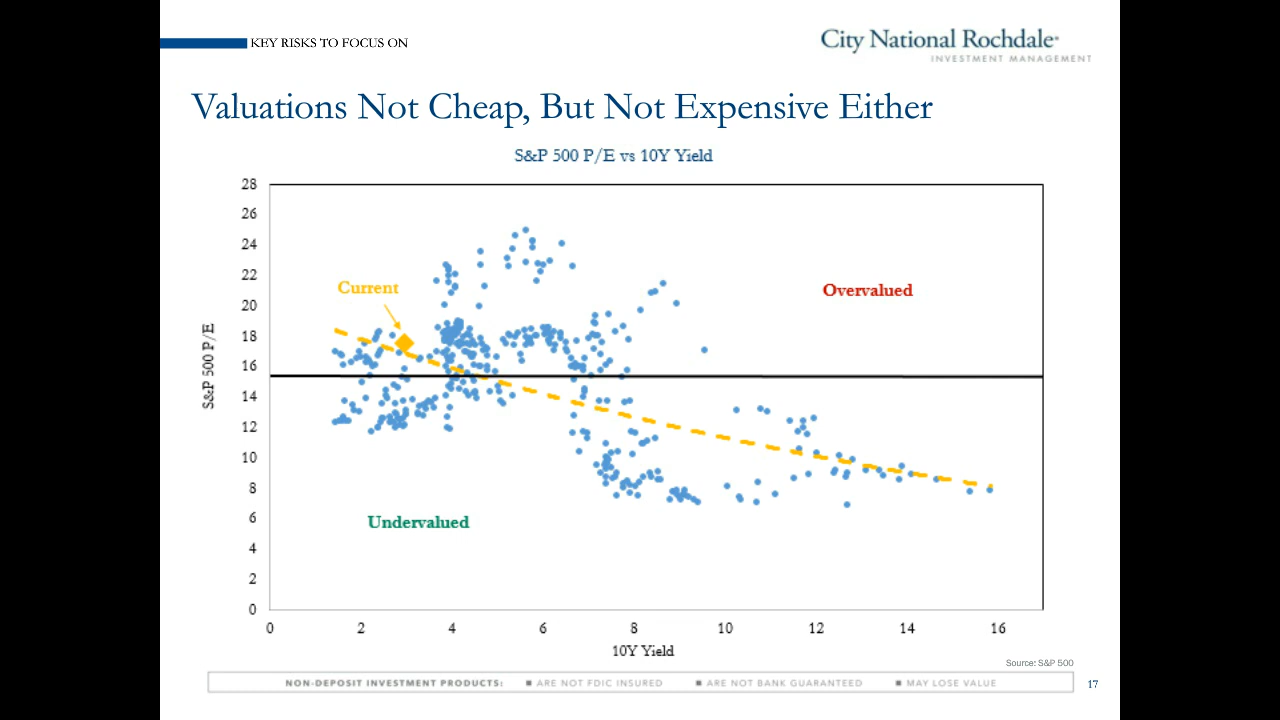 KEY RISKS TO FOCUS ON
City National Rochdale
INVESTMENT MANAGEMENT
Valuations Not Cheap, But Not Expensive Either
S&P 500 P/E vs 10Y Yield
28
26
24
22
20
18
16
14
12
10
8
6
4
2
0
S&P 500 P/E
Current
Overvalued
Undervalued
0 2 4 6 8 10 12 14 16
10Y Yield
Source: S&P 500
NON-DEPOSIT INVESTMENT PRODUCTS: ■ ARE NOT FDIC INSURED ■ ARE NOT BANK GUARANTEED ■ MAY LOSE VALUE
17